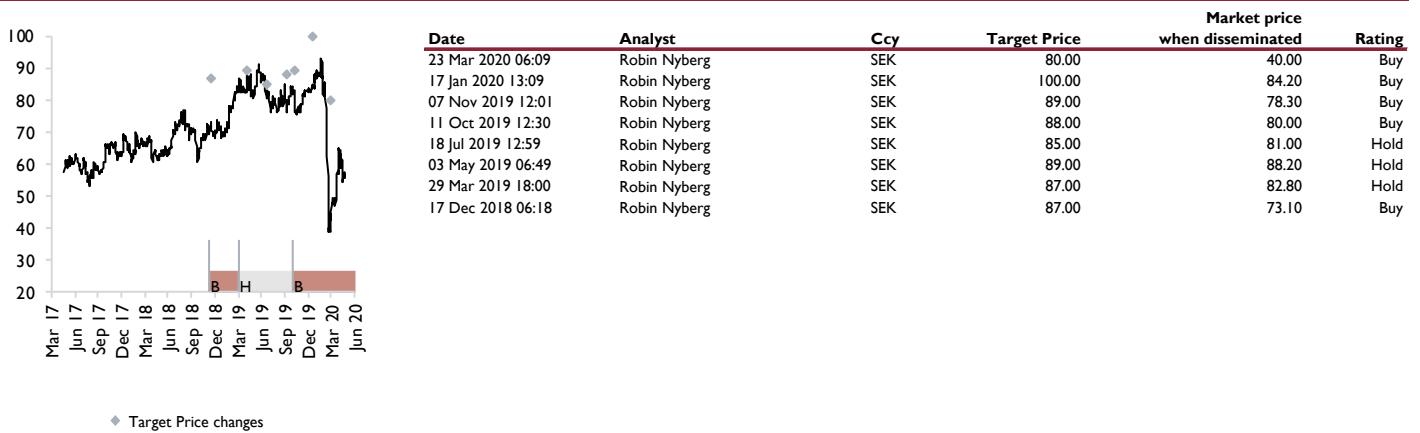 100
90
80
70
60
50
40
30
20
B H B
Mar 17
Jun 17
Sep 17
Dec 17
Mar 18
Jun 18
Sep 18
Dec 18
Mar 19
Jun 19
Sep 19
Dec 19
Mar 20
Jun 20
Target Price changes
Market price
Date Analyst Ccy Target Price when disseminated Rating
23 Mar 2020 06:09 Robin Nyberg SEK 80.00 40.00 Buy
17 Jan 2020 13:09 Robin Nyberg SEK 100.00 84.20 Buy
07 Nov 2019 12:01 Robin Nyberg SEK 89.00 78.30 Buy
11 Oct 2019 12:30 Robin Nyberg SEK 88.00 80.00 Buy
18 Jul 2019 12:59 Robin Nyberg SEK 85.00 81.00 Hold
03 May 2019 06:49 Robin Nyberg SEK 89.00 88.20 Hold
29 Mar 2019 18:00 Robin Nyberg SEK 87.00 82.80 Hold
17 Dec 2018 06:18 Robin Nyberg SEK 87.00 73.10 Buy